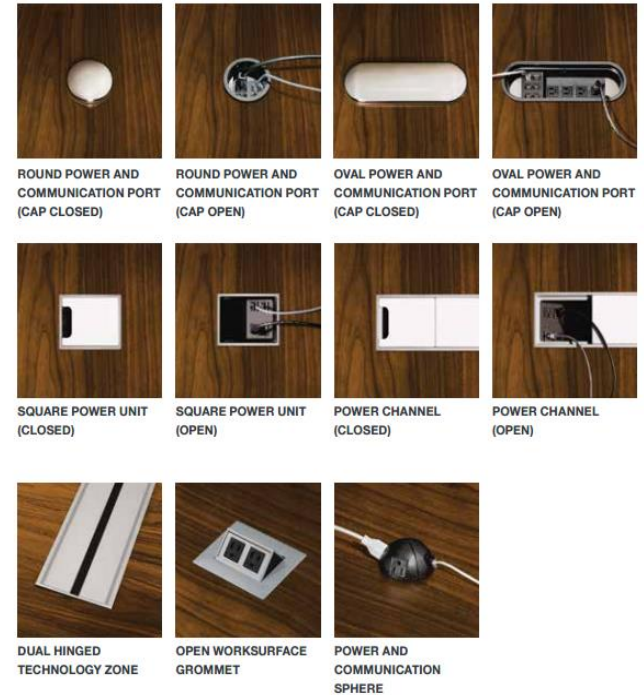 ROUND POWER AND
COMMUNICATION PORT
(CAP CLOSED)
ROUND POWER AND
COMMUNICATION PORT
(CAP OPEN)
OVAL POWER AND
COMMUNICATION PORT
(CAP CLOSED)
OVAL POWER AND
COMMUNICATION PORT
(CAP OPEN)
SQUARE POWER UNIT
(CLOSED)
SQUARE POWER UNIT
(OPEN)
POWER CHANNEL
(CLOSED)
POWER CHANNEL
(OPEN)
DUAL HINGED
TECHNOLOGY ZONE
OPEN WORKSURFACE
GROMMET
POWER AND
COMMUNICATION
SPHERE